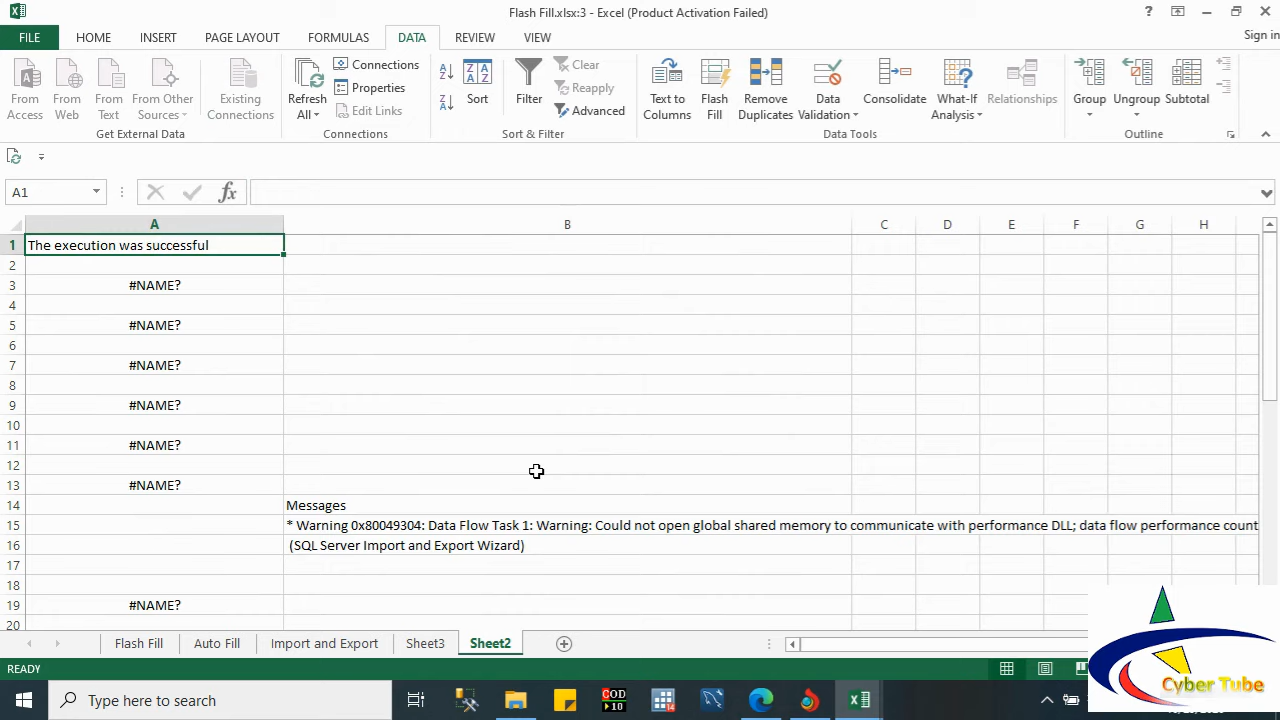 Flash Fill.xlsx:3 - Excel (Product Activation Failed)
FILE HOME INSERT PAGE LAYOUT FORMULAS DATA REVIEW VIEW Sign in
From Access
From Web
From Text
From Other Sources
Existing Connections
Get External Data
Refresh All
Connections
Properties
Edit Links
Connections
Sort
Filter
Clear
Reapply
Advanced
Sort & Filter
Text to Columns
Flash Fill
Remove Duplicates
Data Validation
Consolidate
What-If Analysis
Relationships
Data Tools
Group
Ungroup
Subtotal
Outline
A1 fx
A B C D E F G H
1 The execution was successful
2
3 #NAME?
4
5 #NAME?
6
7 #NAME?
8
9 #NAME?
10
11 #NAME?
12
13 #NAME?
14 Messages
15 * Warning 0x80049304: Data Flow Task 1: Warning: Could not open global shared memory to communicate with performance DLL; data flow performance count
16 (SQL Server Import and Export Wizard)
17
18
19 #NAME?
20
Flash Fill Auto Fill Import and Export Sheet3 Sheet2
READY
Cyber Tube
Type here to search
COD